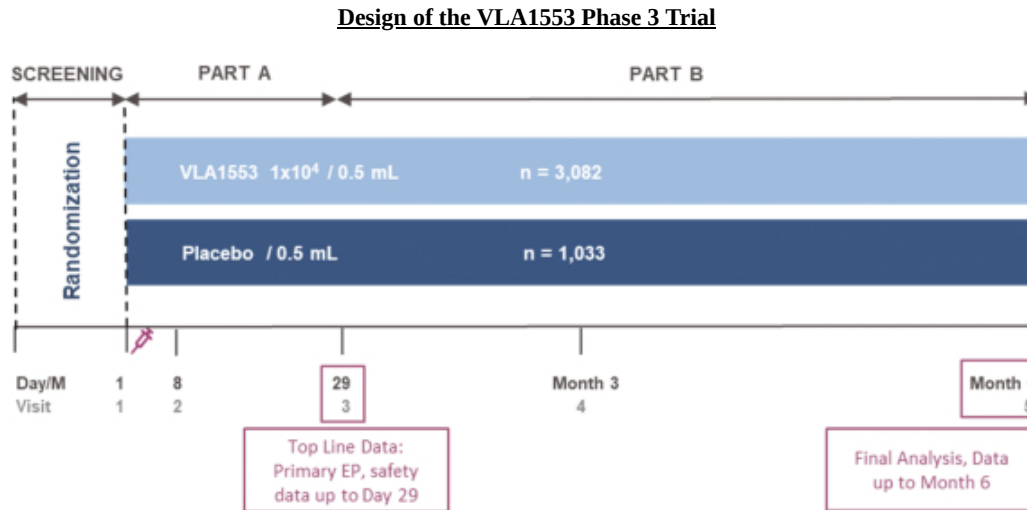 Design of the VLA1553 Phase 3 Trial
SCREENING PART A PART B
Randomization
VLA1553 1x10⁴ / 0.5 mL n = 3,082
Placebo / 0.5 mL n = 1,033
Day/M 1 8 29 Month 3 Month
Visit 1 2 3 4
Top Line Data:
Primary EP, safety
data up to Day 29
Final Analysis, Data
up to Month 6